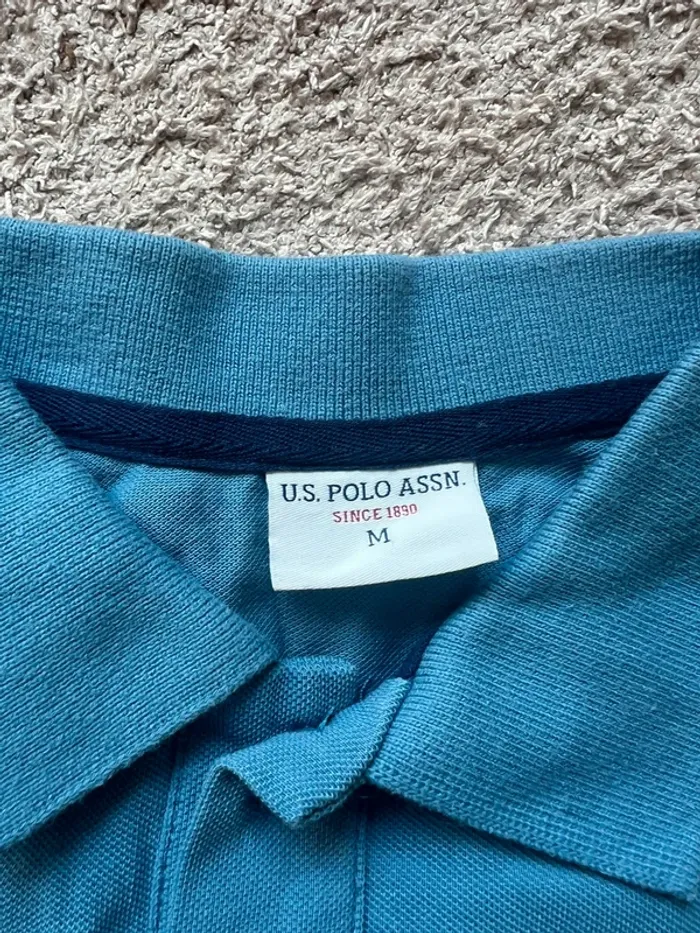 U.S. POLO ASSN.
SINCE 1890
M